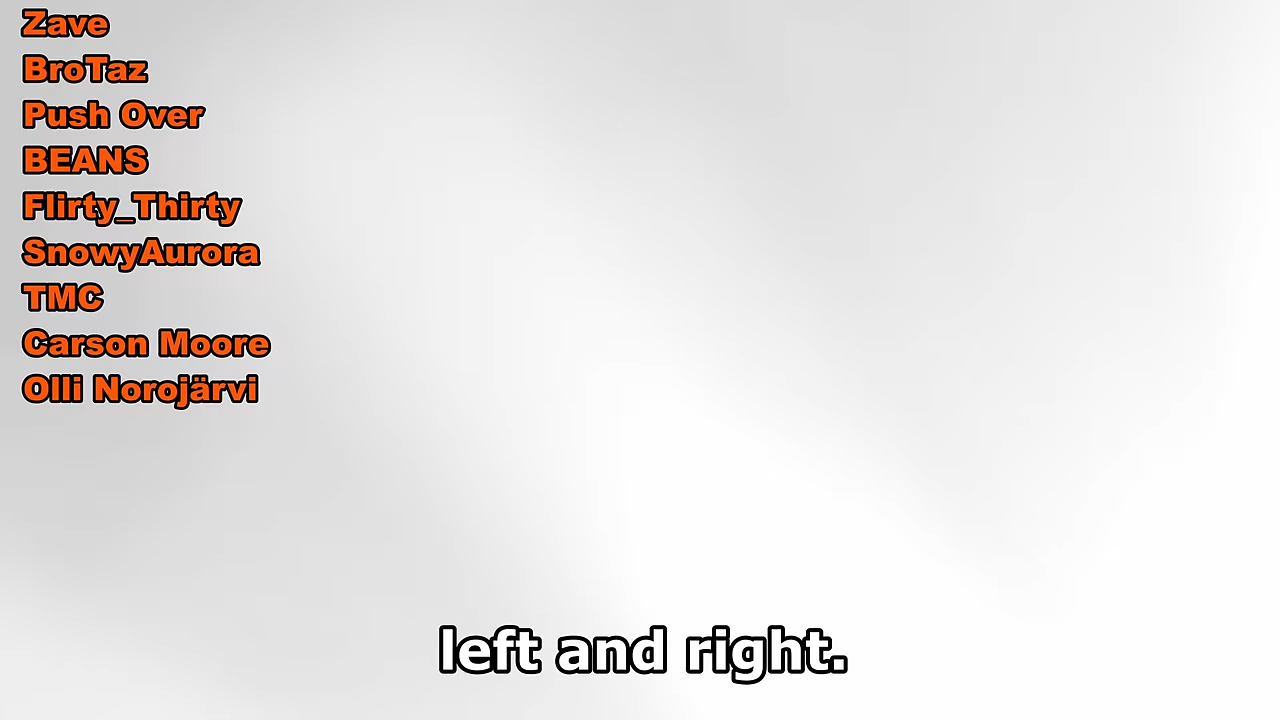 Zave
BroTaz
Push Over
BEANS
Flirty_Thirty
SnowyAurora
TMC
Carson Moore
Olli Norojärvi
left and right.